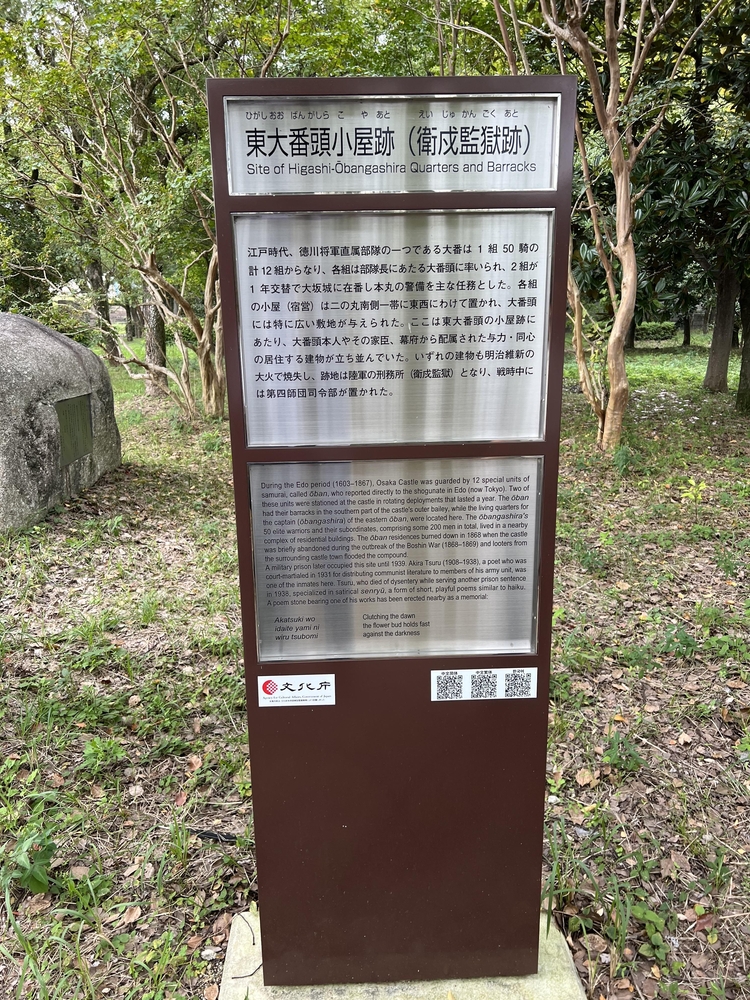 ひがしおお ばんがしら こ や あと えい じゅ かん ごく あと
東大番頭小屋跡（衛戍監獄跡）
Site of Higashi-Ōbangashira Quarters and Barracks
江戸時代、徳川将軍直属部隊の一つである大番は 1 組 50 騎の
計 12 組からなり、各組は部隊長にあたる大番頭に率いられ、2 組が
1 年交替で大坂城に在番し本丸の警備を主な任務とした。各組
の小屋（宿営）は二の丸南側一帯に東西にわけて置かれ、大番頭
には特に広い敷地が与えられた。ここは東大番頭の小屋跡に
あたり、大番頭本人やその家臣、幕府から配属された与力・同心
の居住する建物が立ち並んでいた。いずれの建物も明治維新の
大火で焼失し、跡地は陸軍の刑務所（衛戍監獄）となり、戦時中に
は第四師団司令部が置かれた。
During the Edo period (1603–1867), Osaka Castle was guarded by 12 special units of
samurai, called ōban, who reported directly to the shogunate in Edo (now Tokyo). Two of
these units were stationed at the castle in rotating deployments that lasted a year. The ōban
had their barracks in the southern part of the castle's outer bailey, while the living quarters for
the captain (ōbangashira) of the eastern ōban, were located here. The ōbangashira's
50 elite warriors and their subordinates, comprising some 200 men in total, lived in a nearby
complex of residential buildings. The ōban residences burned down in 1868 when the castle
was briefly abandoned during the outbreak of the Boshin War (1868–1869) and looters from
the surrounding castle town flooded the compound.
A military prison later occupied this site until 1939. Akira Tsuru (1908–1938), a poet who was
court-martialed in 1931 for distributing communist literature to members of his army unit, was
one of the inmates here. Tsuru, who died of dysentery while serving another prison sentence
in 1938, specialized in satirical senryū, a form of short, playful poems similar to haiku.
A poem stone bearing one of his works has been erected nearby as a memorial:
Akatsuki wo
idaite yami ni
wiru tsubomi
Clutching the dawn
the flower bud holds fast
against the darkness
文化庁
中文简体 中文繁體 한국어